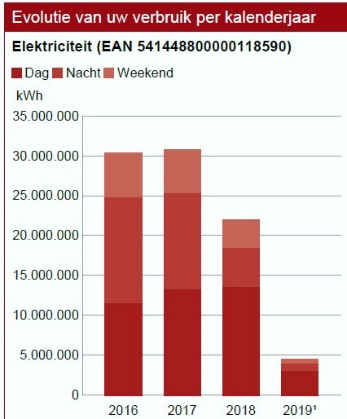 Evolutie van uw verbruik per kalenderjaar
Elektriciteit (EAN 541448800000118590)
Dag Nacht Weekend
kWh
35.000.000
30.000.000
25.000.000
20.000.000
15.000.000
10.000.000
5.000.000
0
2016 2017 2018 2019¹